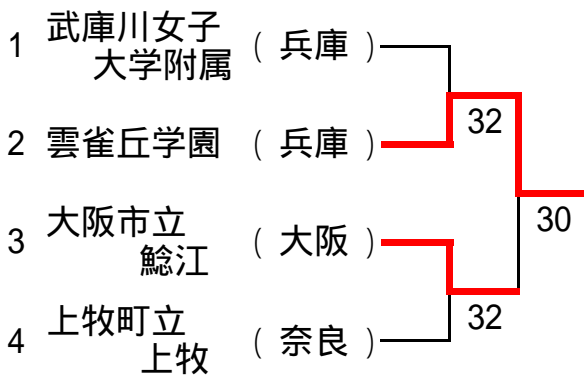 1 武庫川女子
大学附属 ( 兵庫 )
32
2 雲雀丘学園 ( 兵庫 )
30
3 大阪市立
鯰江 ( 大阪 )
32
4 上牧町立
上牧 ( 奈良 )